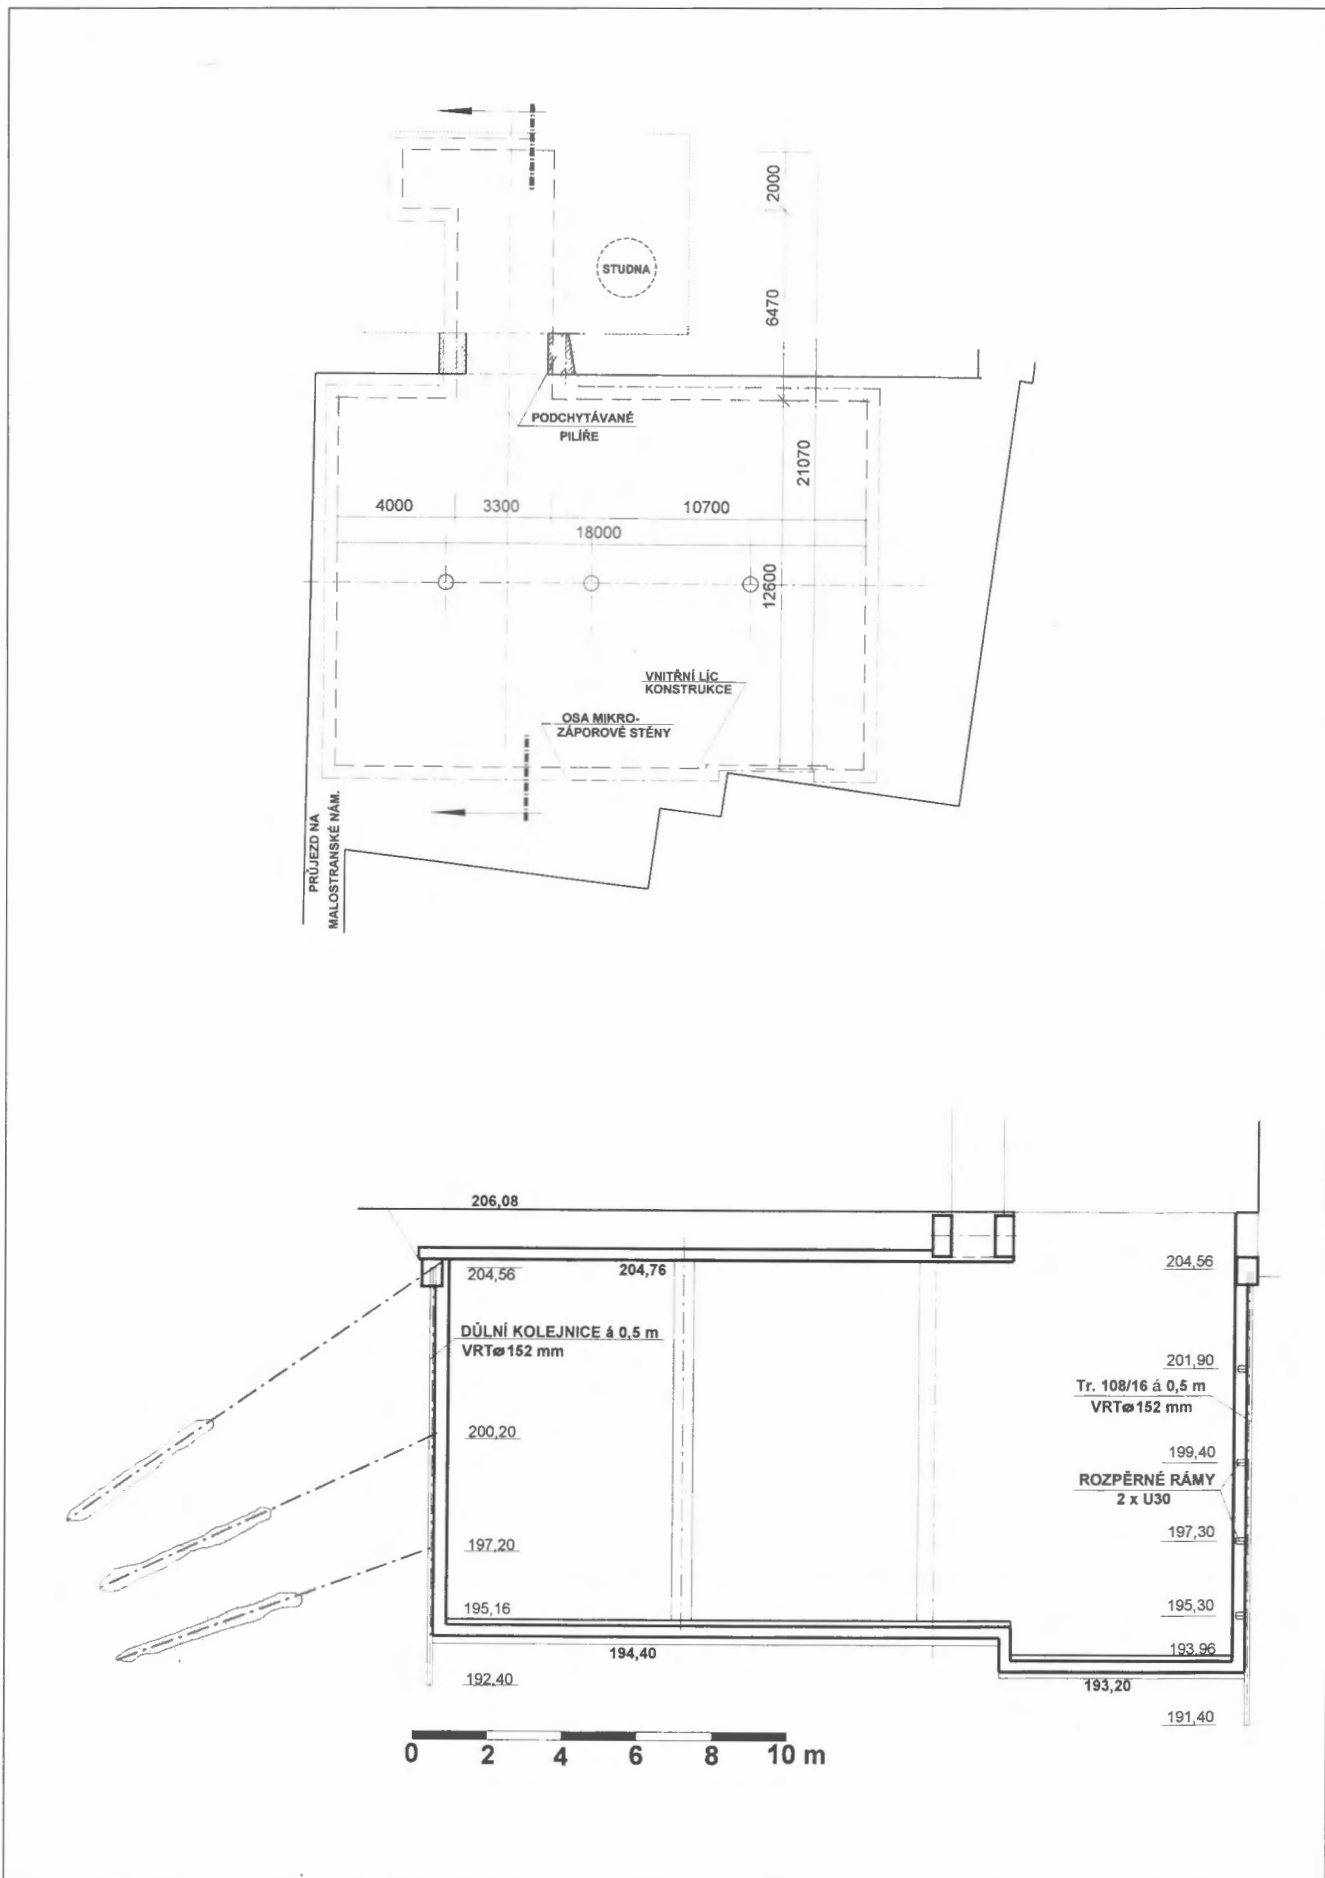 2000
STUDNA
6470
PODCHYTÁVANÉ
PILÍŘE
21070
4000
3300
10700
18000
12600
VNITŘNÍ LÍC
KONSTRUKCE
OSA MIKRO-
ZÁPOROVÉ STĚNY
PRŮJEZD NA
MALOSTRANSKÉ NÁM.
206,08
204,56
204,76
204,56
DŮLNÍ KOLEJNICE á 0,5 m
VRTø152 mm
201,90
Tr. 108/16 á 0,5 m
VRTø152 mm
200,20
199,40
ROZPĚRNÉ RÁMY
2 x U30
197,20
197,30
195,16
195,30
194,40
193,96
192,40
193,20
191,40
0 2 4 6 8 10 m